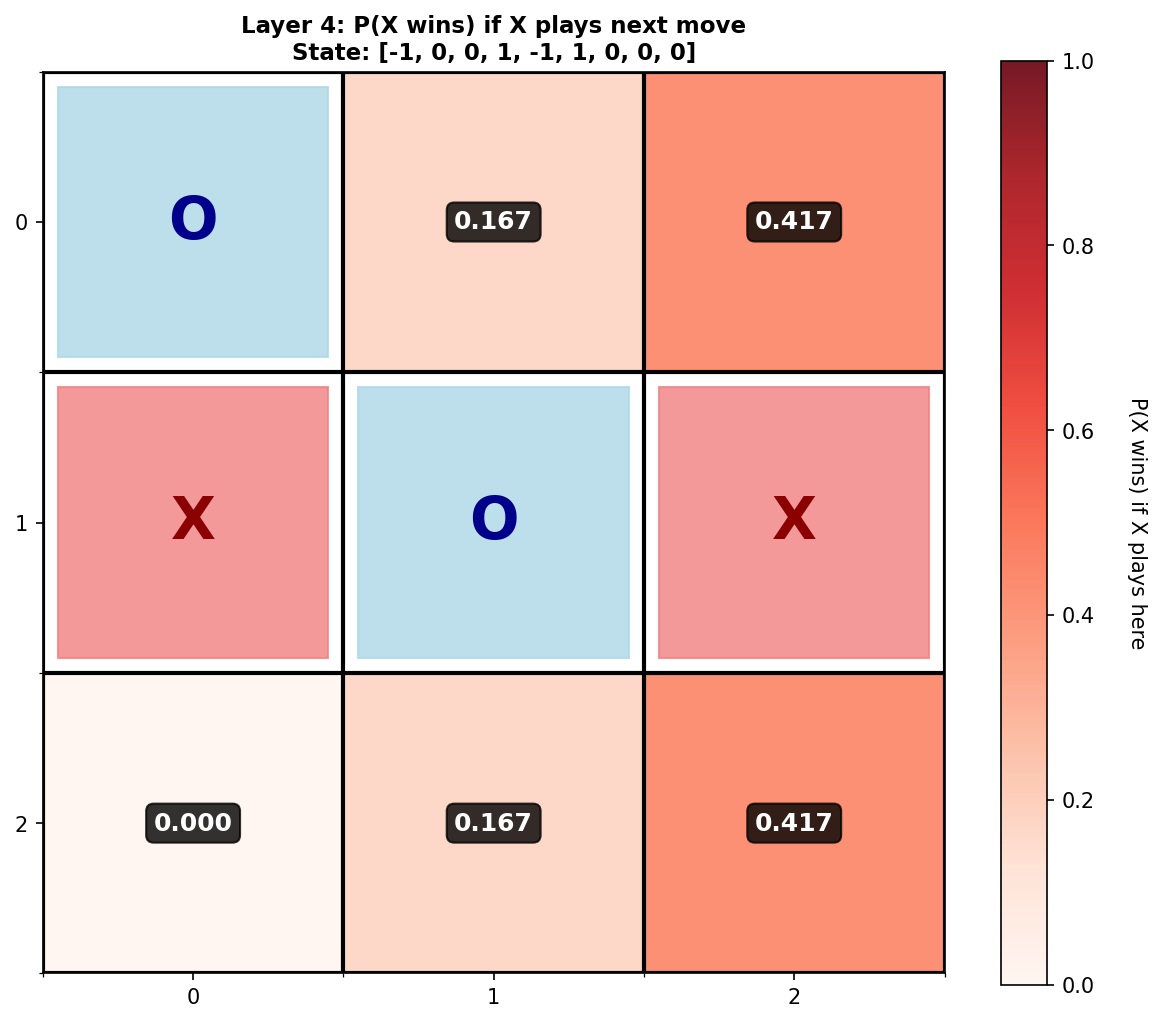 Layer 4: P(X wins) if X plays next move
State: [-1, 0, 0, 1, -1, 1, 0, 0, 0]
O
0.167
0.417
X
O
X
0.000
0.167
0.417
0
1
2
0
1
2
1.0
0.8
0.6
0.4
0.2
0.0
P(X wins) if X plays here